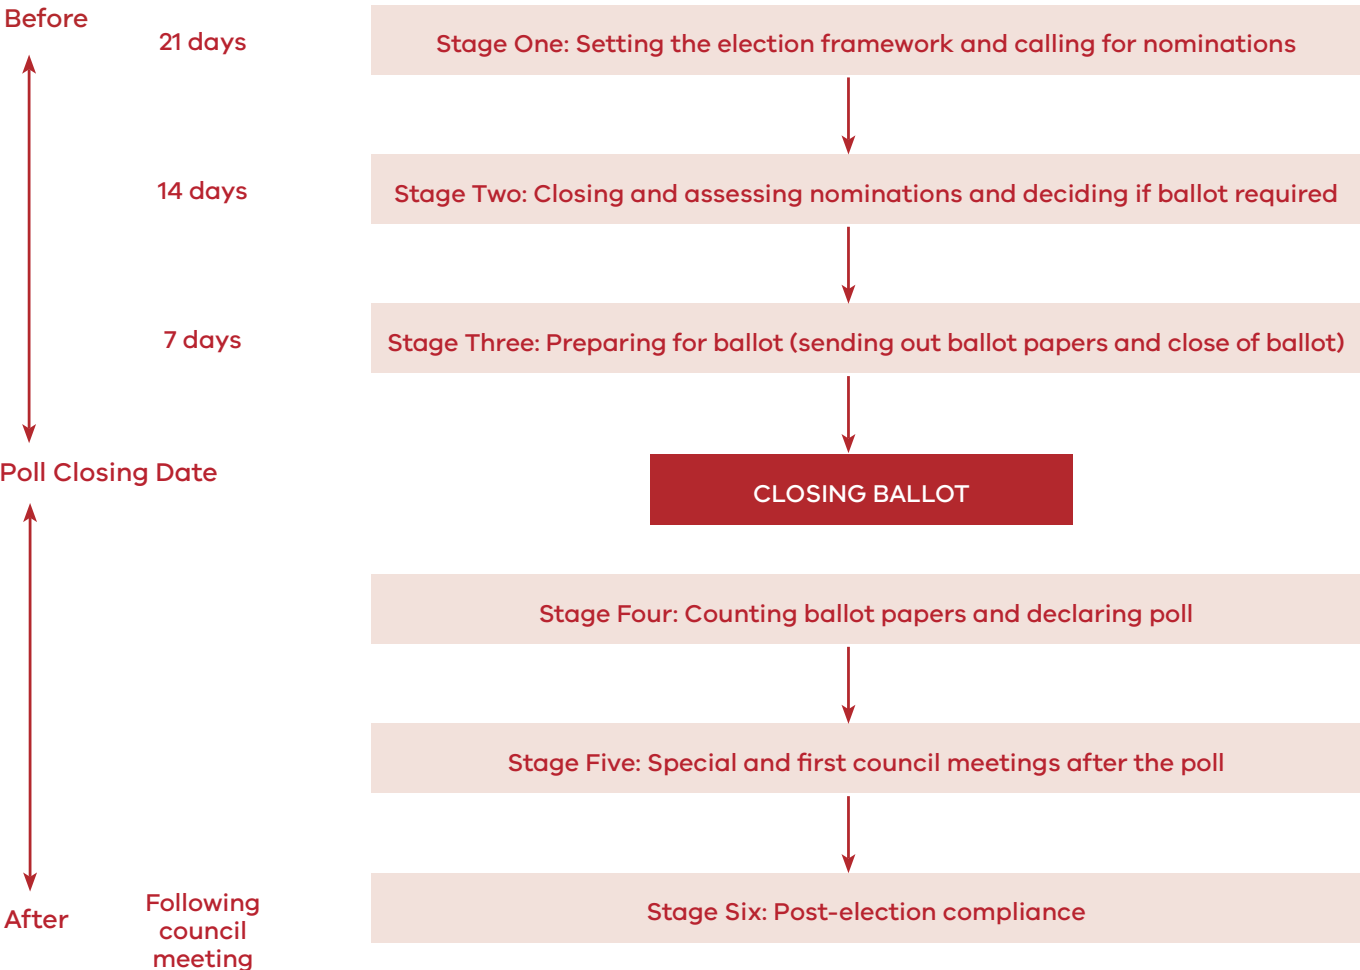 Before
21 days
Stage One: Setting the election framework and calling for nominations
14 days
Stage Two: Closing and assessing nominations and deciding if ballot required
7 days
Stage Three: Preparing for ballot (sending out ballot papers and close of ballot)
Poll Closing Date
CLOSING BALLOT
Stage Four: Counting ballot papers and declaring poll
Stage Five: Special and first council meetings after the poll
After
Following
council
meeting
Stage Six: Post-election compliance